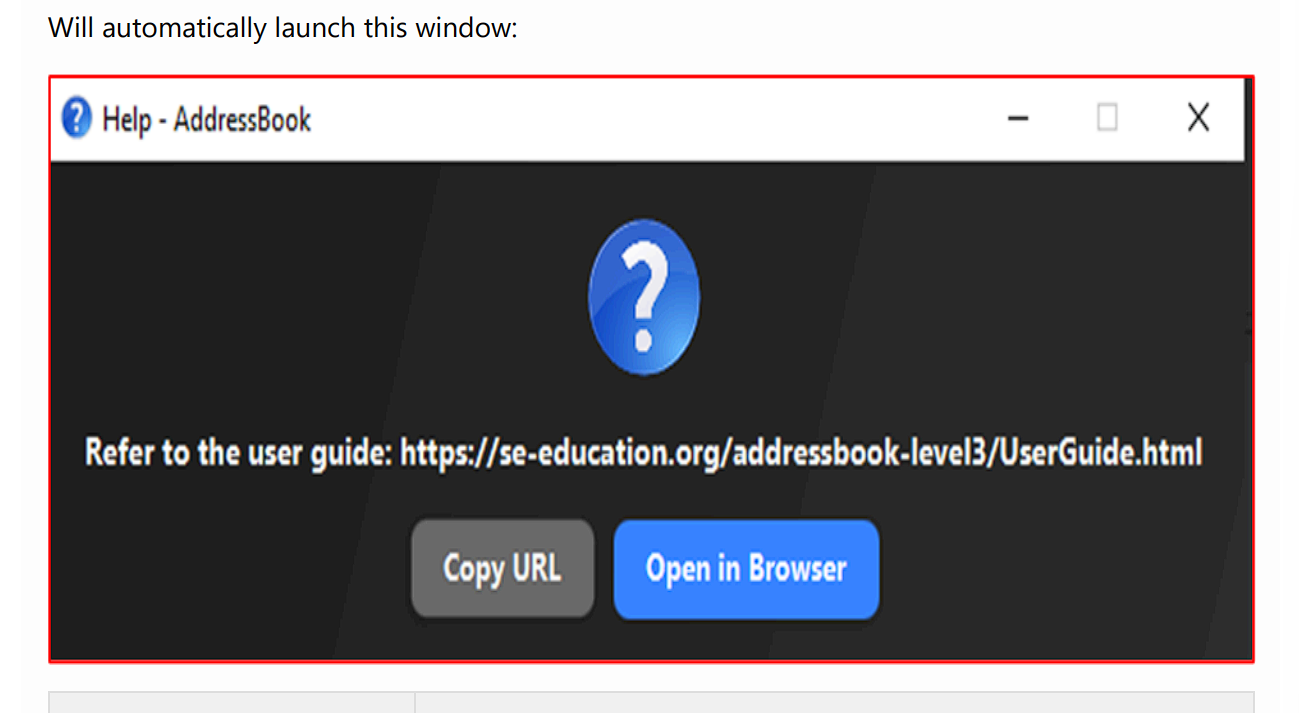 Will automatically launch this window:
Help - AddressBook
Refer to the user guide: https://se-education.org/addressbook-level3/UserGuide.html
Copy URL
Open in Browser